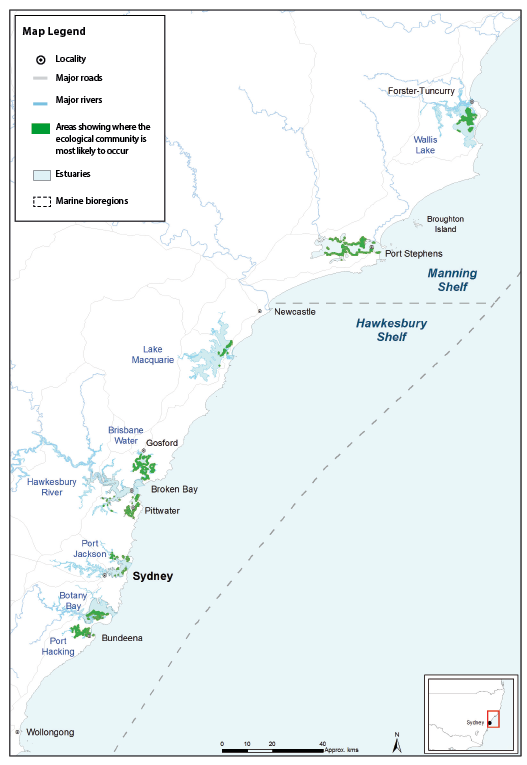 Map Legend
Locality
Major roads
Major rivers
Areas showing where the
ecological community is
most likely to occur
Estuaries
Marine bioregions
Forster-Tuncurry
Wallis
Lake
Broughton
Island
Port Stephens
Manning
Shelf
Newcastle
Hawkesbury
Shelf
Lake
Macquarie
Brisbane
Water
Gosford
Hawkesbury
River
Broken Bay
Pittwater
Port
Jackson
Sydney
Botany
Bay
Port
Hacking
Bundeena
Wollongong
0 10 20 40
Approx. kms
N
Sydney